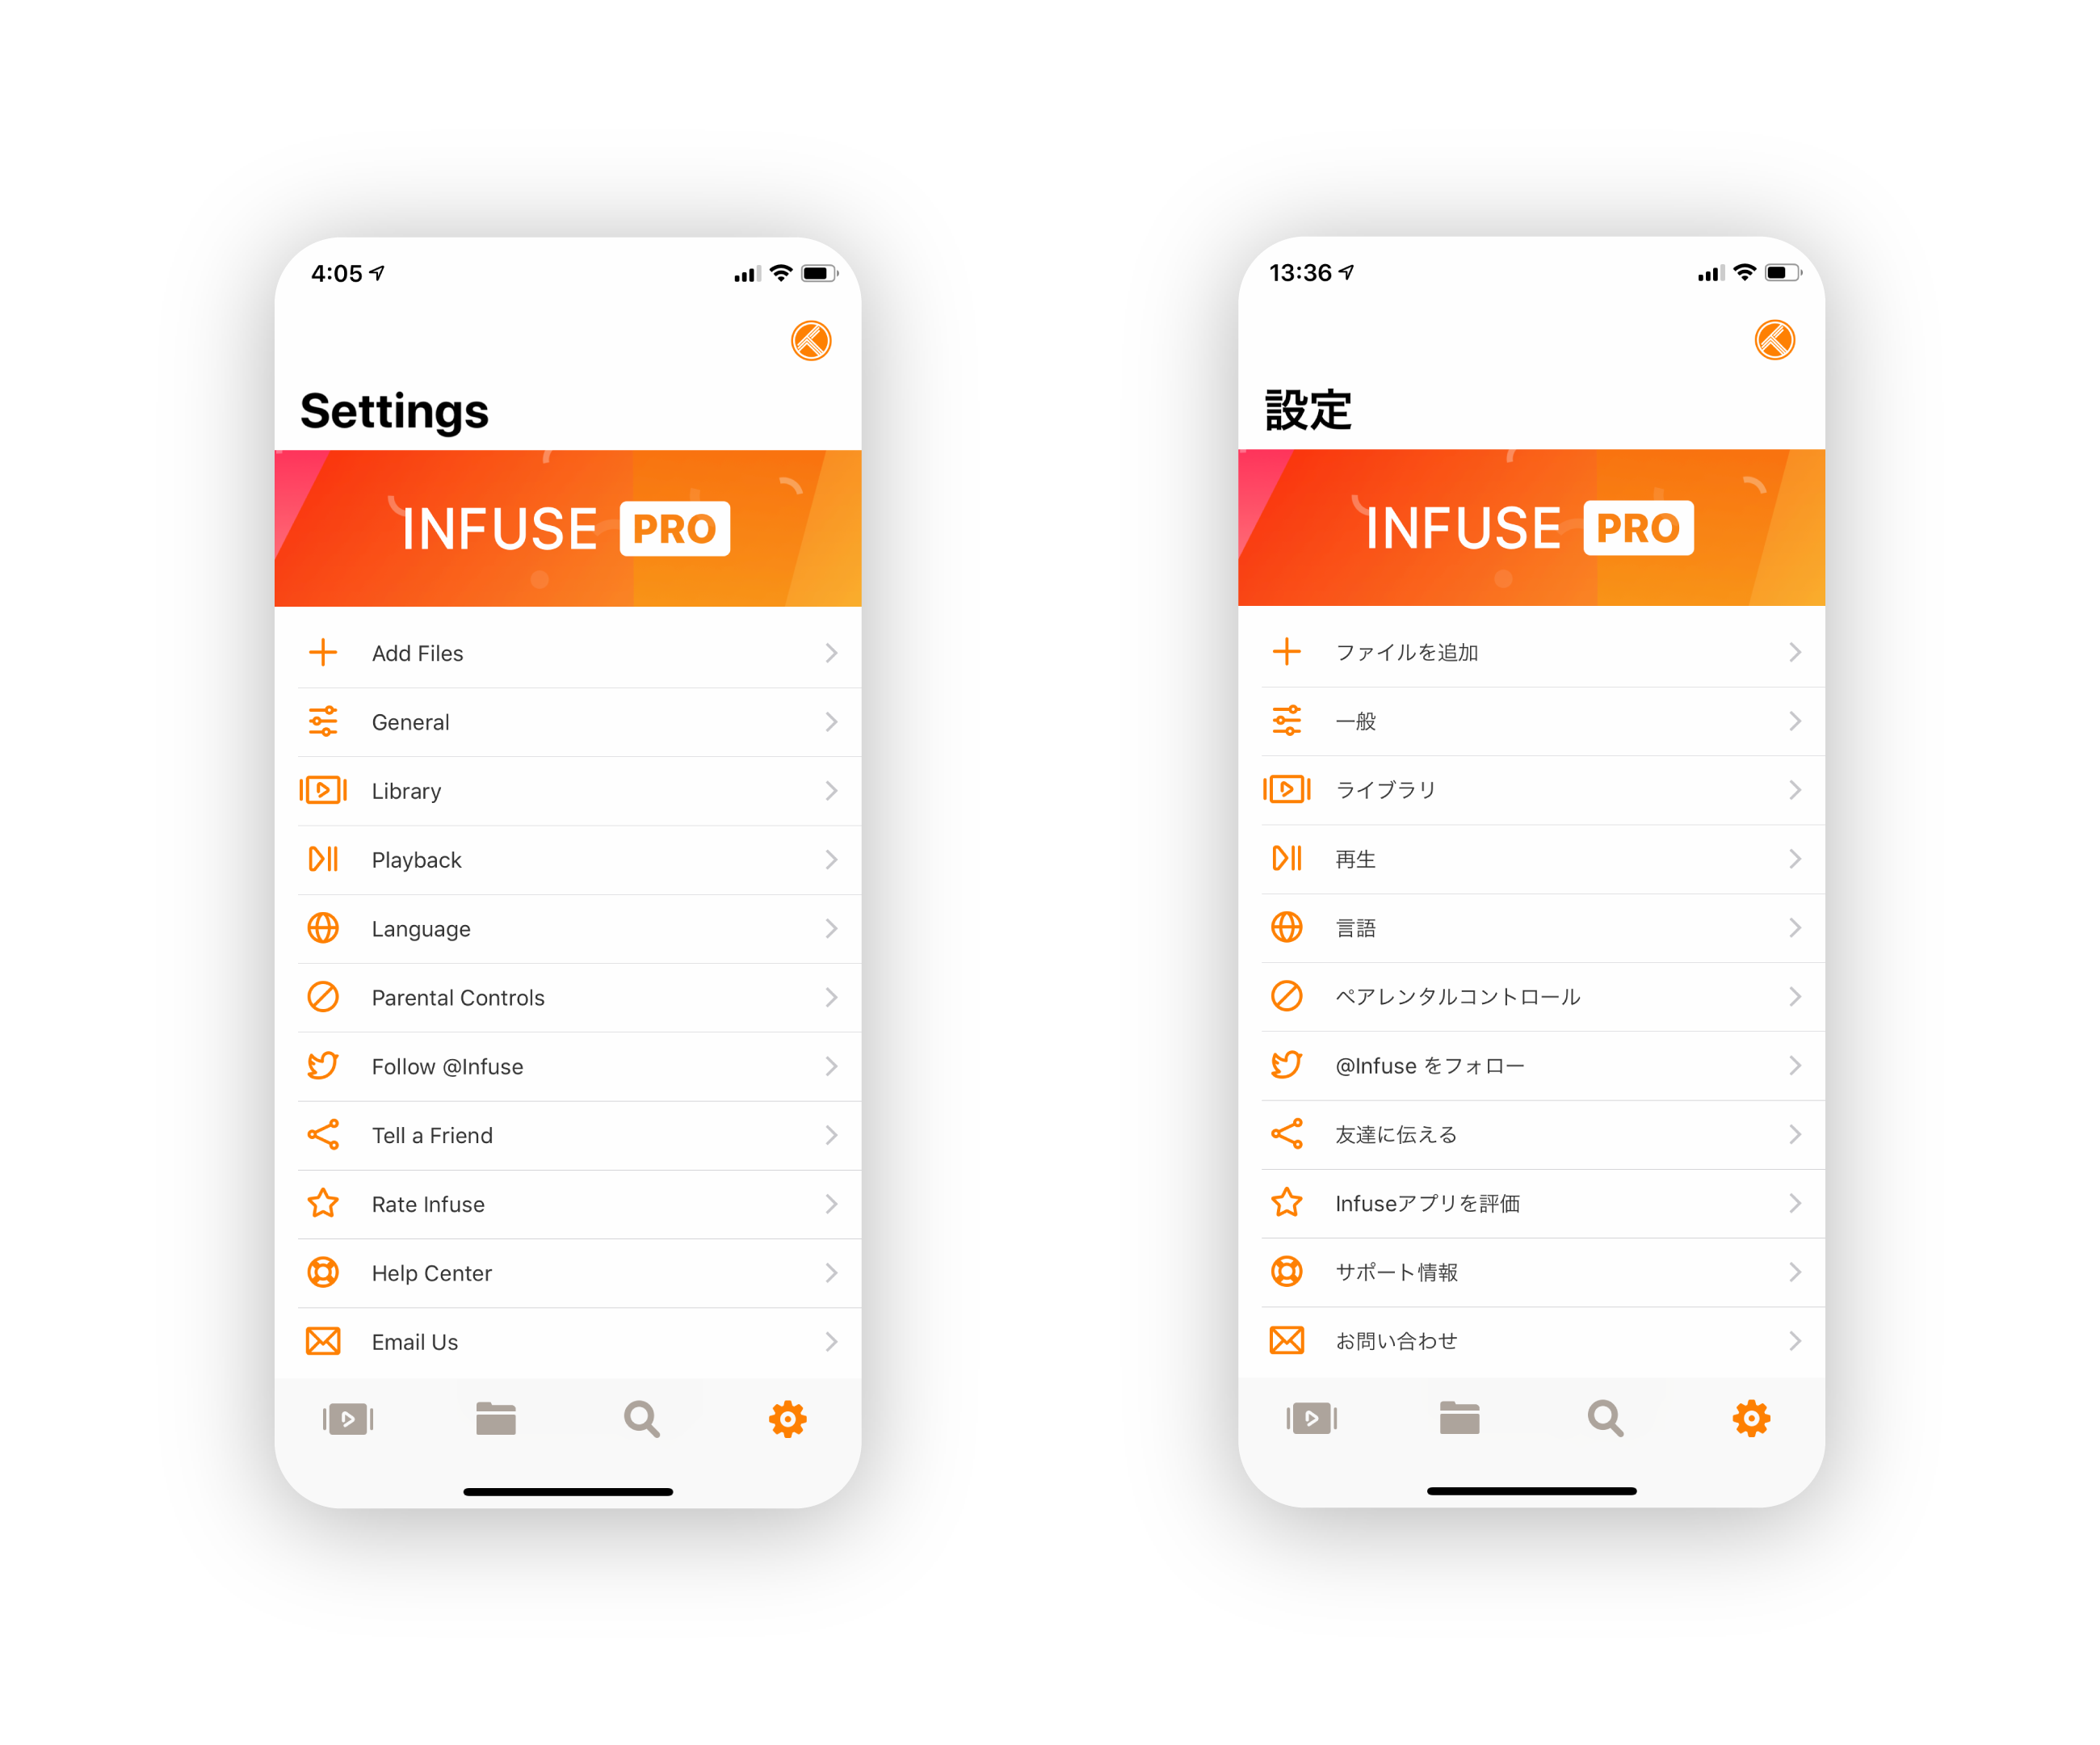 4:05
Settings
INFUSE PRO
Add Files
General
Library
Playback
Language
Parental Controls
Follow @Infuse
Tell a Friend
Rate Infuse
Help Center
Email Us
13:36
設定
INFUSE PRO
ファイルを追加
一般
ライブラリ
再生
言語
ペアレンタルコントロール
@Infuse をフォロー
友達に伝える
Infuseアプリを評価
サポート情報
お問い合わせ